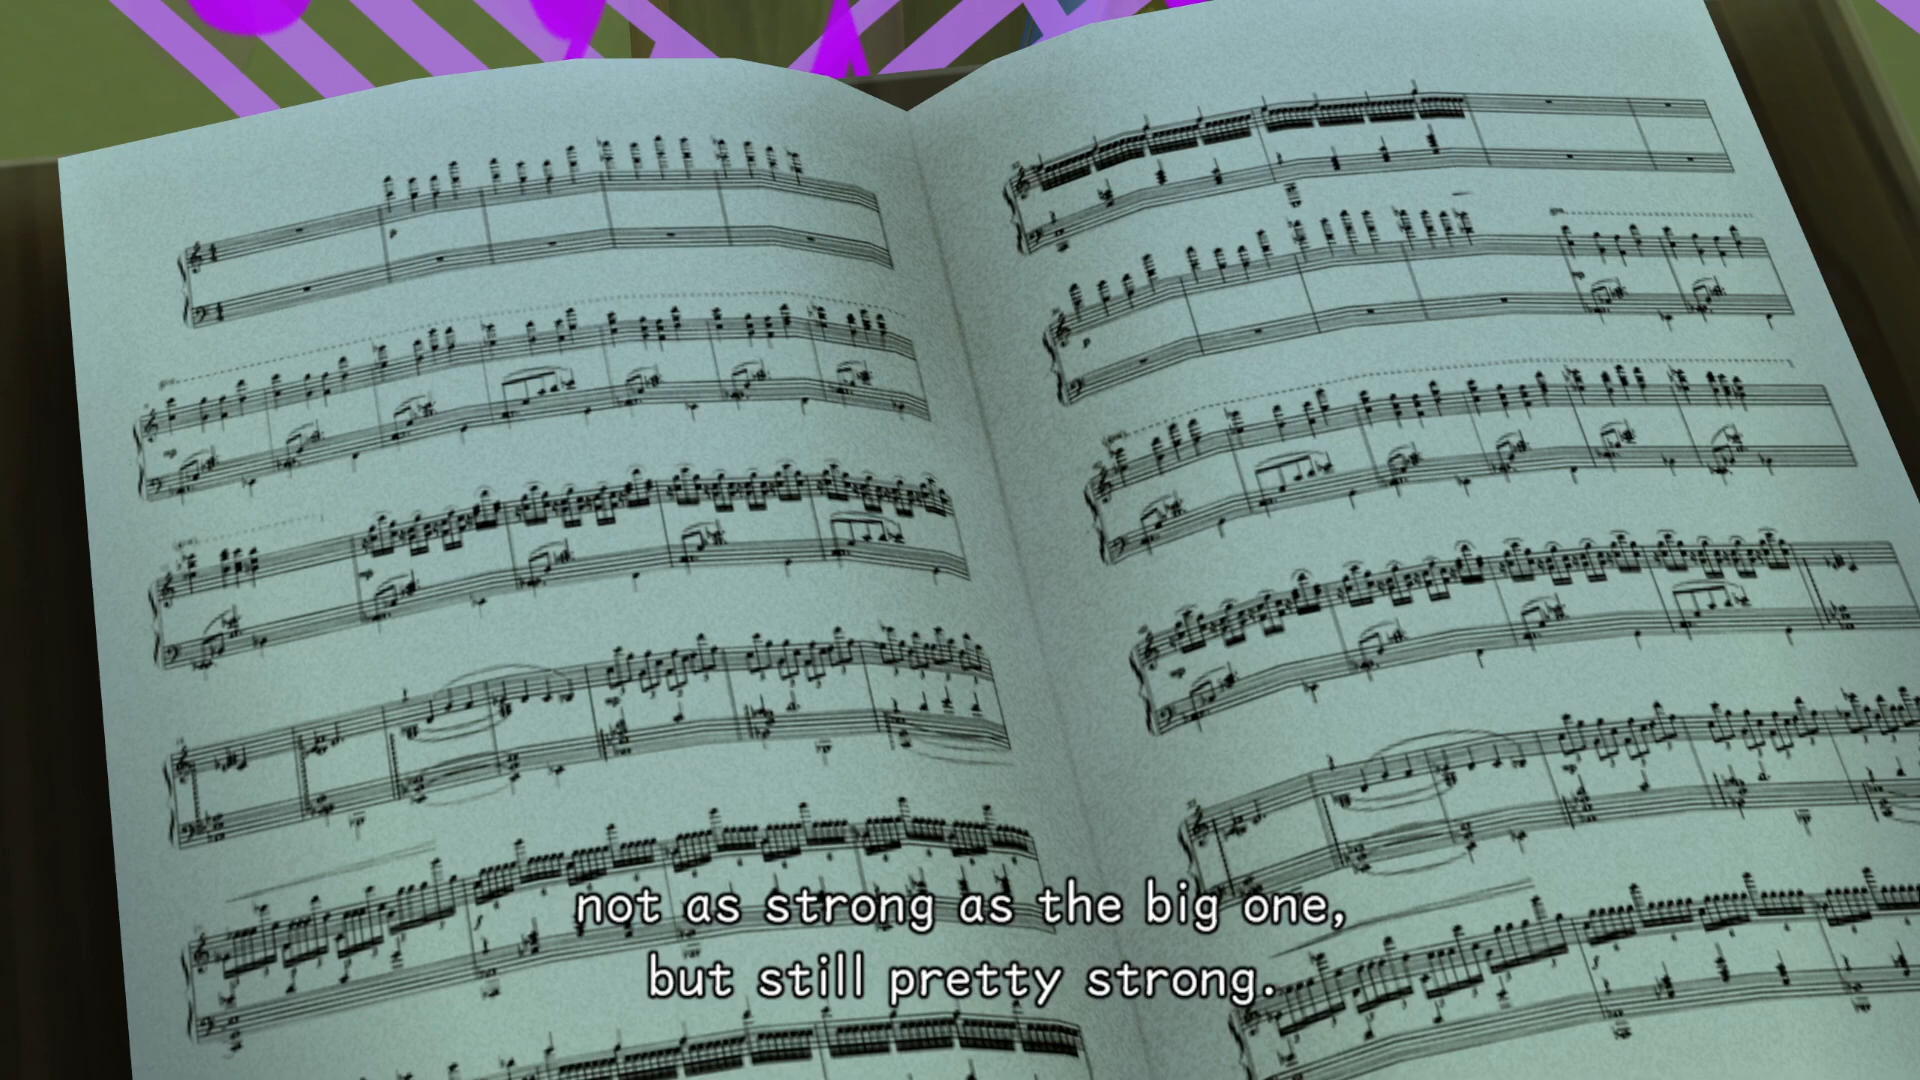 not as strong as the big one,
but still pretty strong.